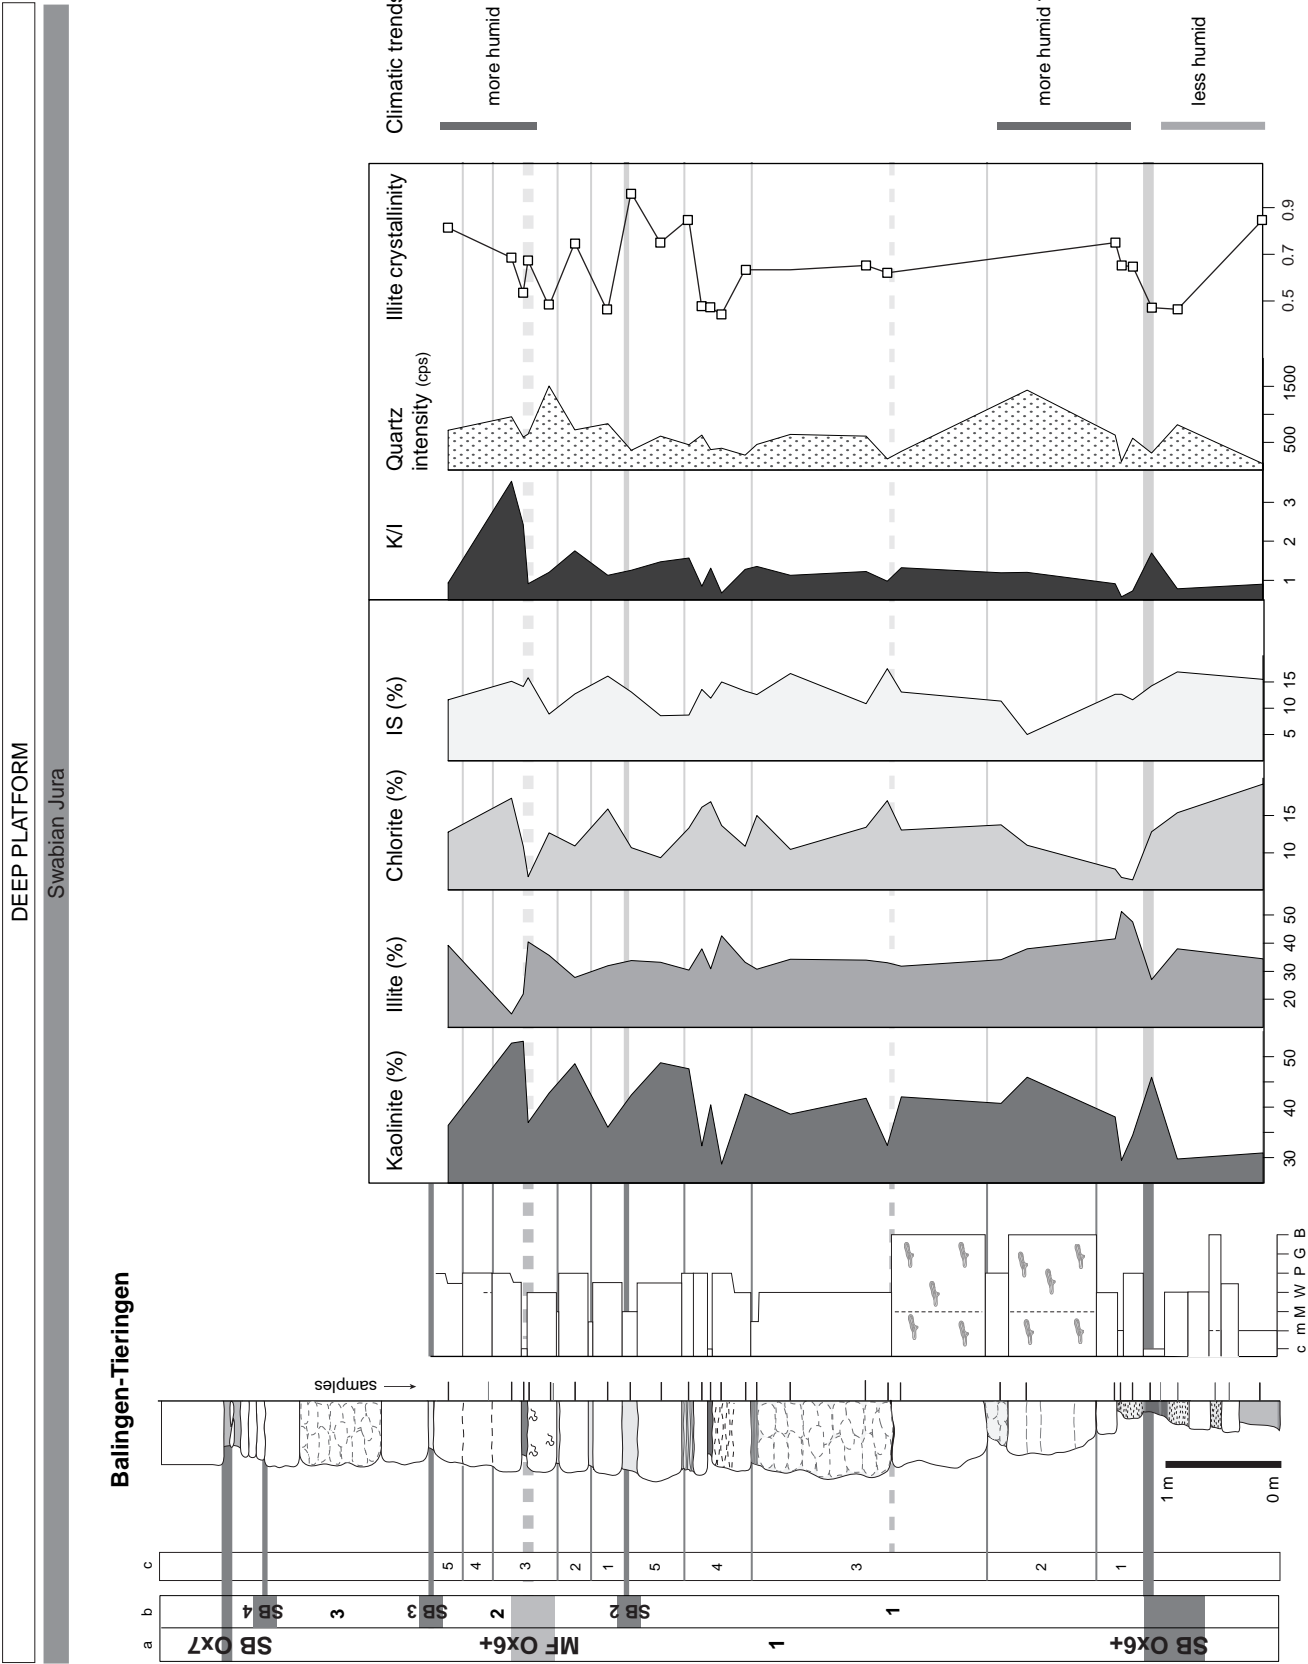 DEEP PLATFORM
Swabian Jura
Balingen-Tieringen
Climatic trends
more humid
more humid
less humid
Illite crystallinity
0.5 0.7 0.9
Quartz
intensity (cps)
500 1500
K/I
1 2 3
IS (%)
5 10 15
Chlorite (%)
10 15
Illite (%)
20 30 40 50
Kaolinite (%)
30 40 50
c m M W P G B
samples
1 m
0 m
c
5 4 3 2 1 5 4 3 2 1
b
SB 4 3 SB 3 2 SB 2 1
a
SB Ox7 MF Ox6+ 1 SB Ox6+